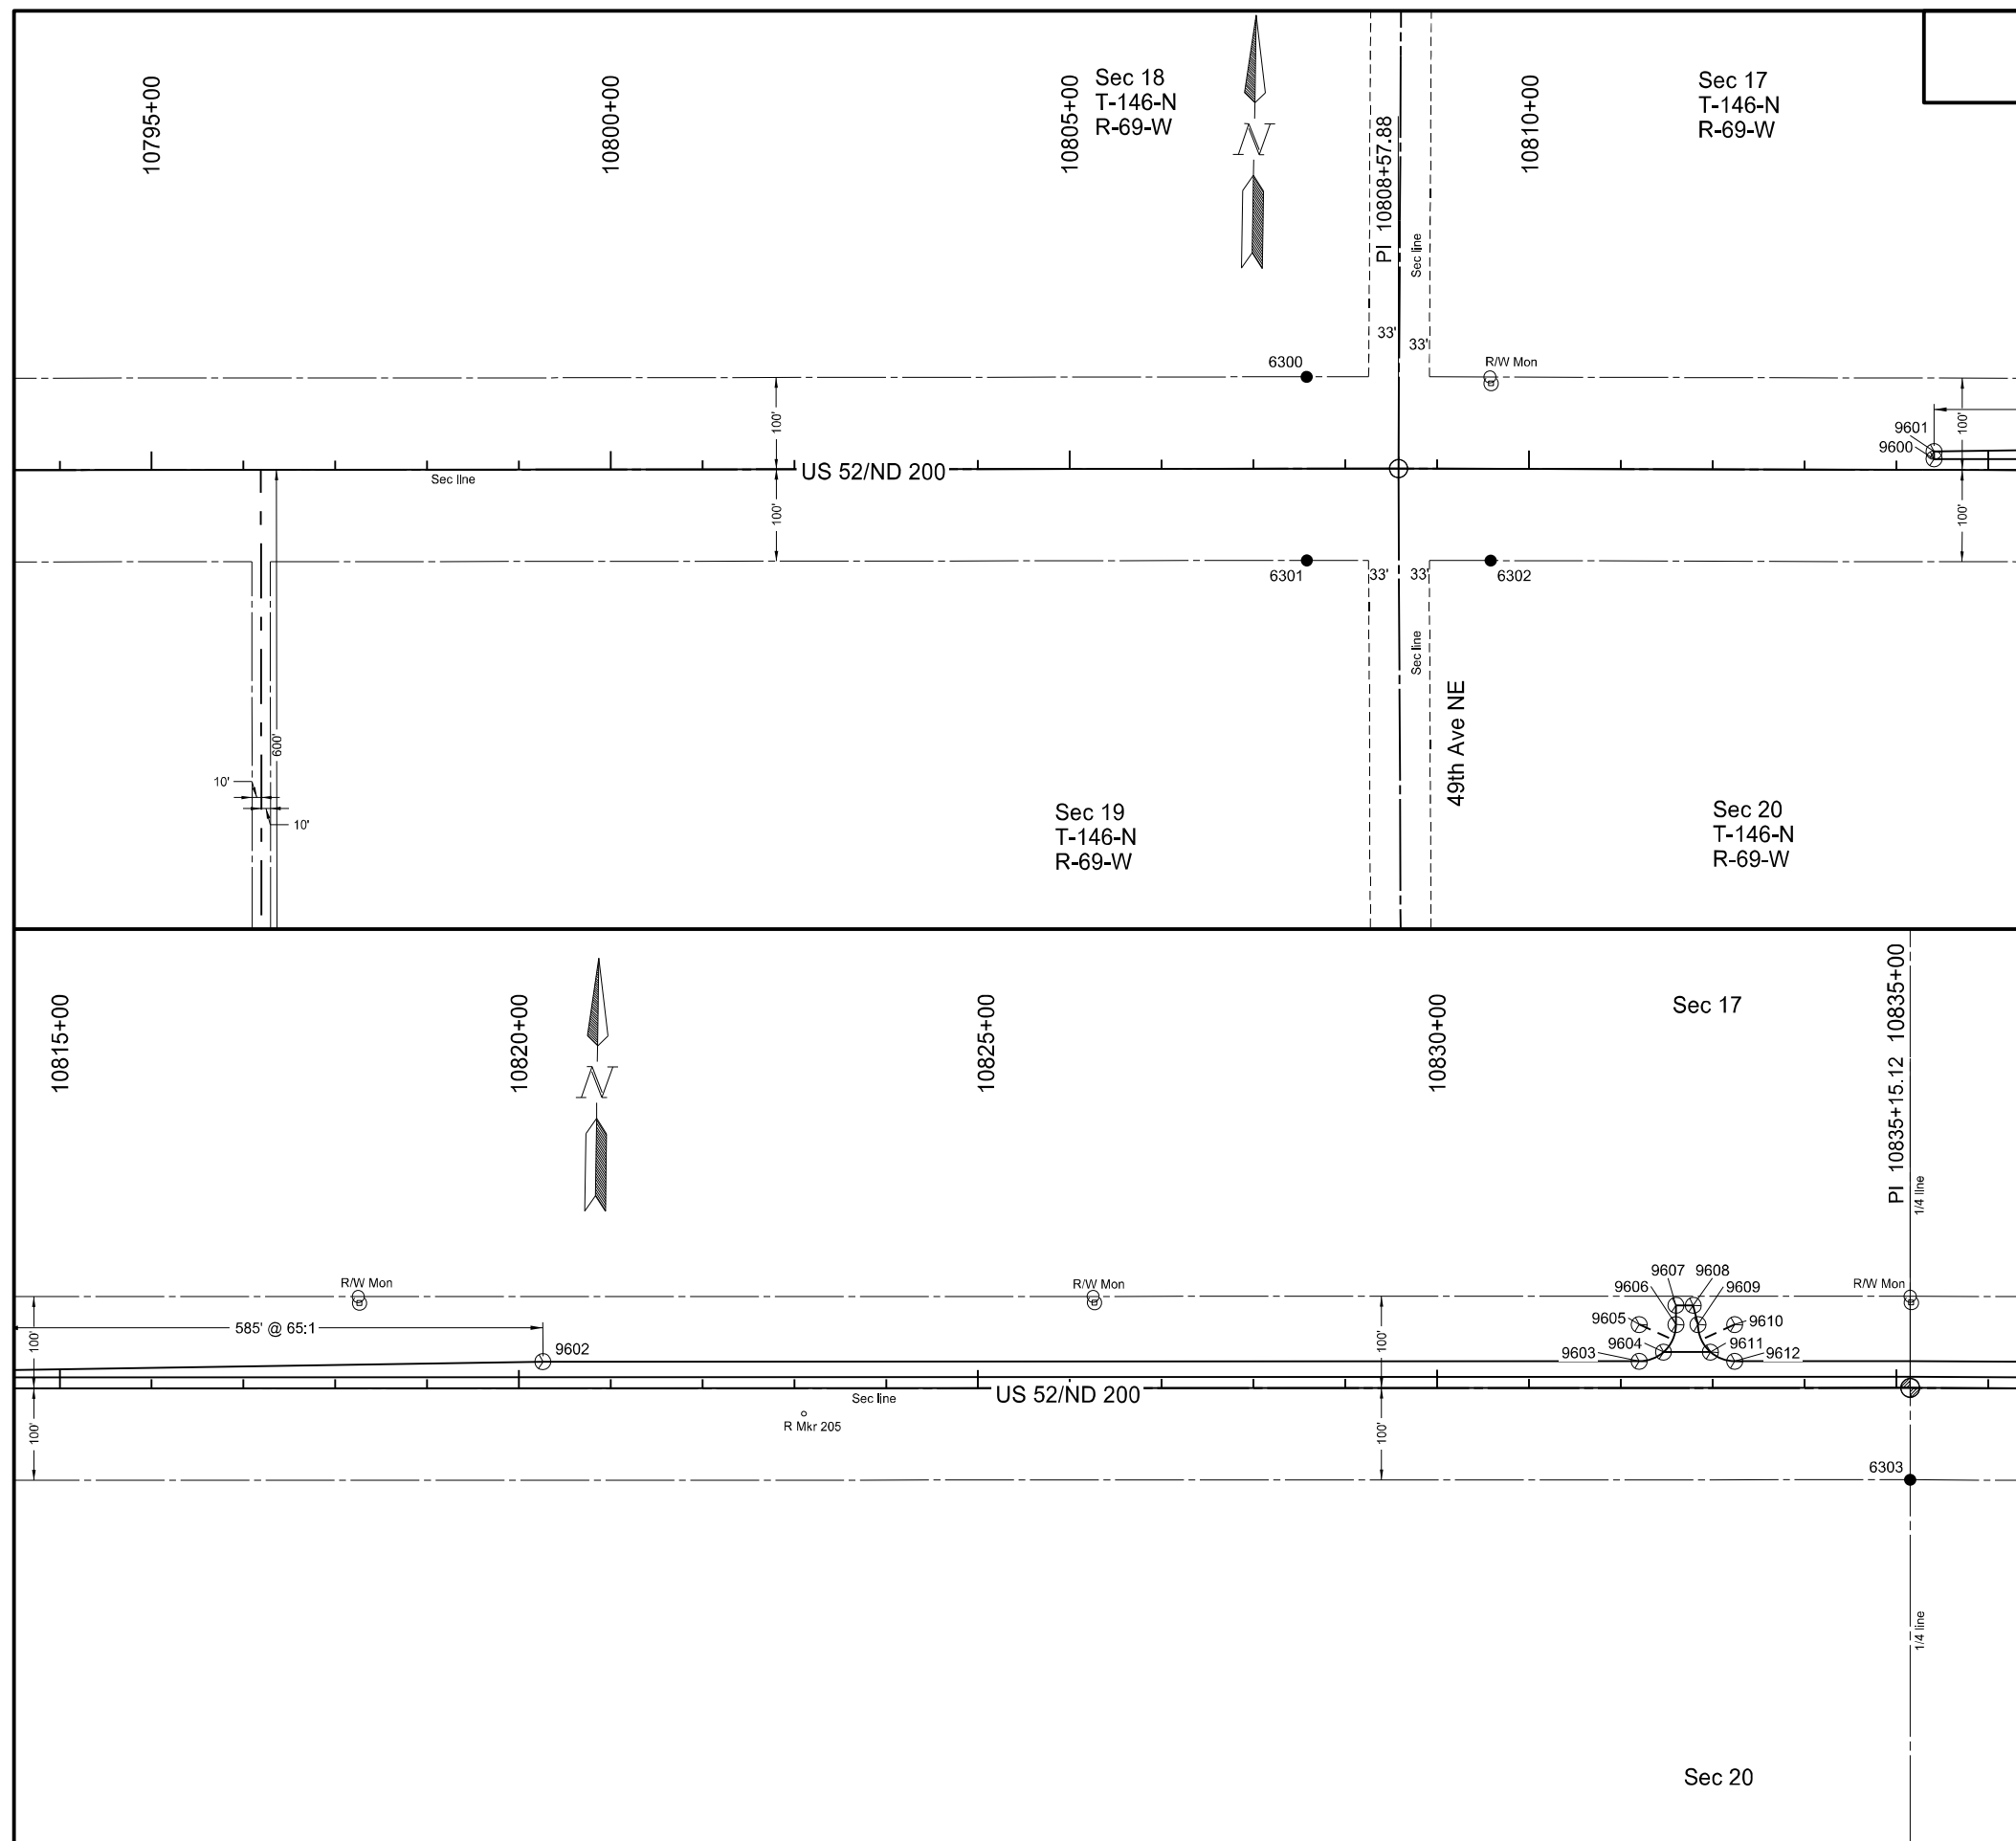 10795+00
10800+00
10805+00
Sec 18
T-146-N
R-69-W
N
PI 10808+57.88
Sec line
10810+00
Sec 17
T-146-N
R-69-W
33'
33'
6300
R/W Mon
100'
100'
9601
9600
Sec line
US 52/ND 200
100'
100'
6301
33'
33'
6302
Sec line
49th Ave NE
600'
10'
10'
Sec 19
T-146-N
R-69-W
Sec 20
T-146-N
R-69-W
10815+00
10820+00
N
10825+00
10830+00
Sec 17
PI 10835+15.12
10835+00
1/4 line
R/W Mon
R/W Mon
R/W Mon
9607
9608
9606
9609
9605
9610
9604
9611
9603
9612
585' @ 65:1
9602
100'
100'
Sec line
US 52/ND 200
R Mkr 205
100'
100'
6303
1/4 line
Sec 20